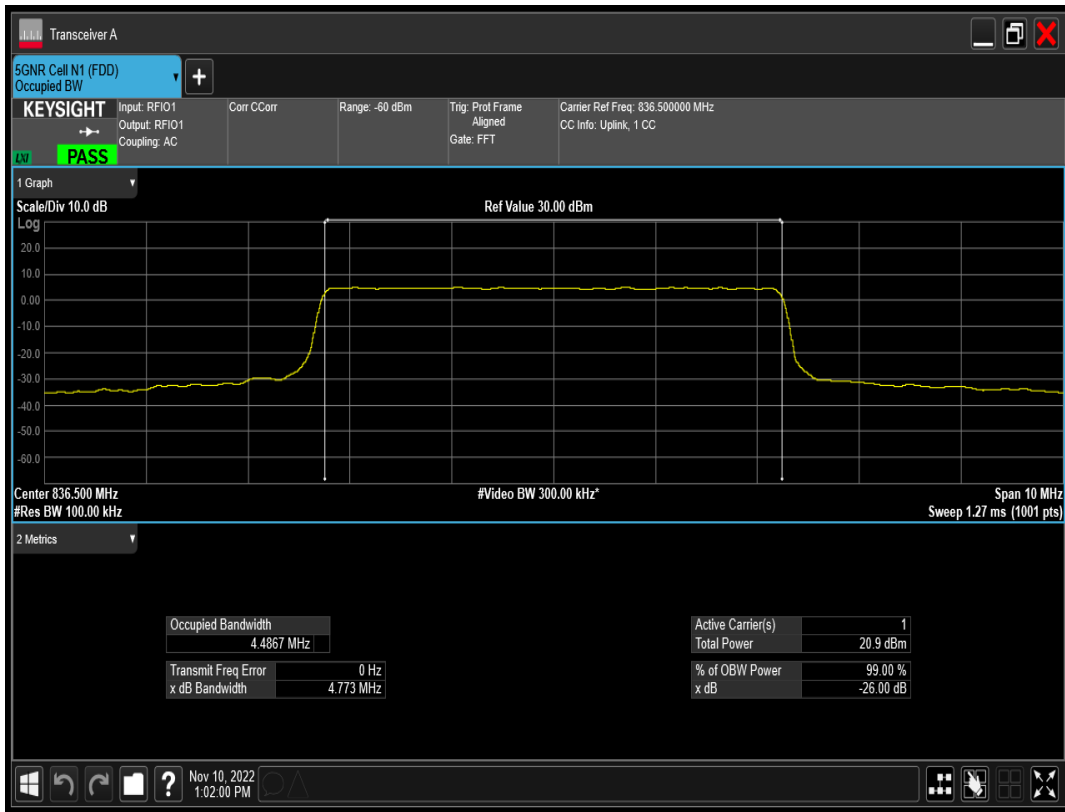 Transceiver A
5GNR Cell N1 (FDD)
Occupied BW
+
KEYSIGHT
LXI
PASS
Input: RFIO1
Output: RFIO1
Coupling: AC
Corr CCorr
Range: -60 dBm
Trig: Prot Frame
Aligned
Gate: FFT
Carrier Ref Freq: 836.500000 MHz
CC Info: Uplink, 1 CC
1 Graph
Scale/Div 10.0 dB
Ref Value 30.00 dBm
Log
20.0
10.0
0.00
-10.0
-20.0
-30.0
-40.0
-50.0
-60.0
Center 836.500 MHz
#Video BW 300.00 kHz*
Span 10 MHz
#Res BW 100.00 kHz
Sweep 1.27 ms (1001 pts)
2 Metrics
Occupied Bandwidth
4.4867 MHz
Transmit Freq Error 0 Hz
x dB Bandwidth 4.773 MHz
Active Carrier(s) 1
Total Power 20.9 dBm
% of OBW Power 99.00 %
x dB -26.00 dB
?
Nov 10, 2022
1:02:00 PM